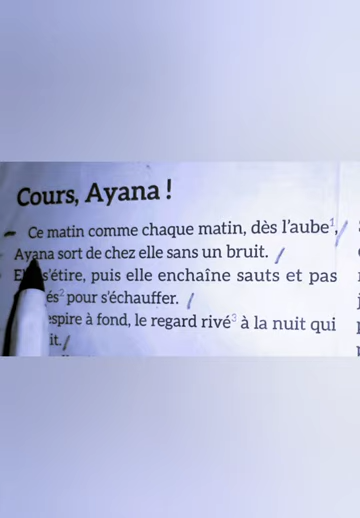 Cours, Ayana !
Ce matin comme chaque matin, dès l'aube¹,
Ayana sort de chez elle sans un bruit.
s'étire, puis elle enchaîne sauts et pas
pour s'échauffer.
à fond, le regard rivé³ à la nuit qui